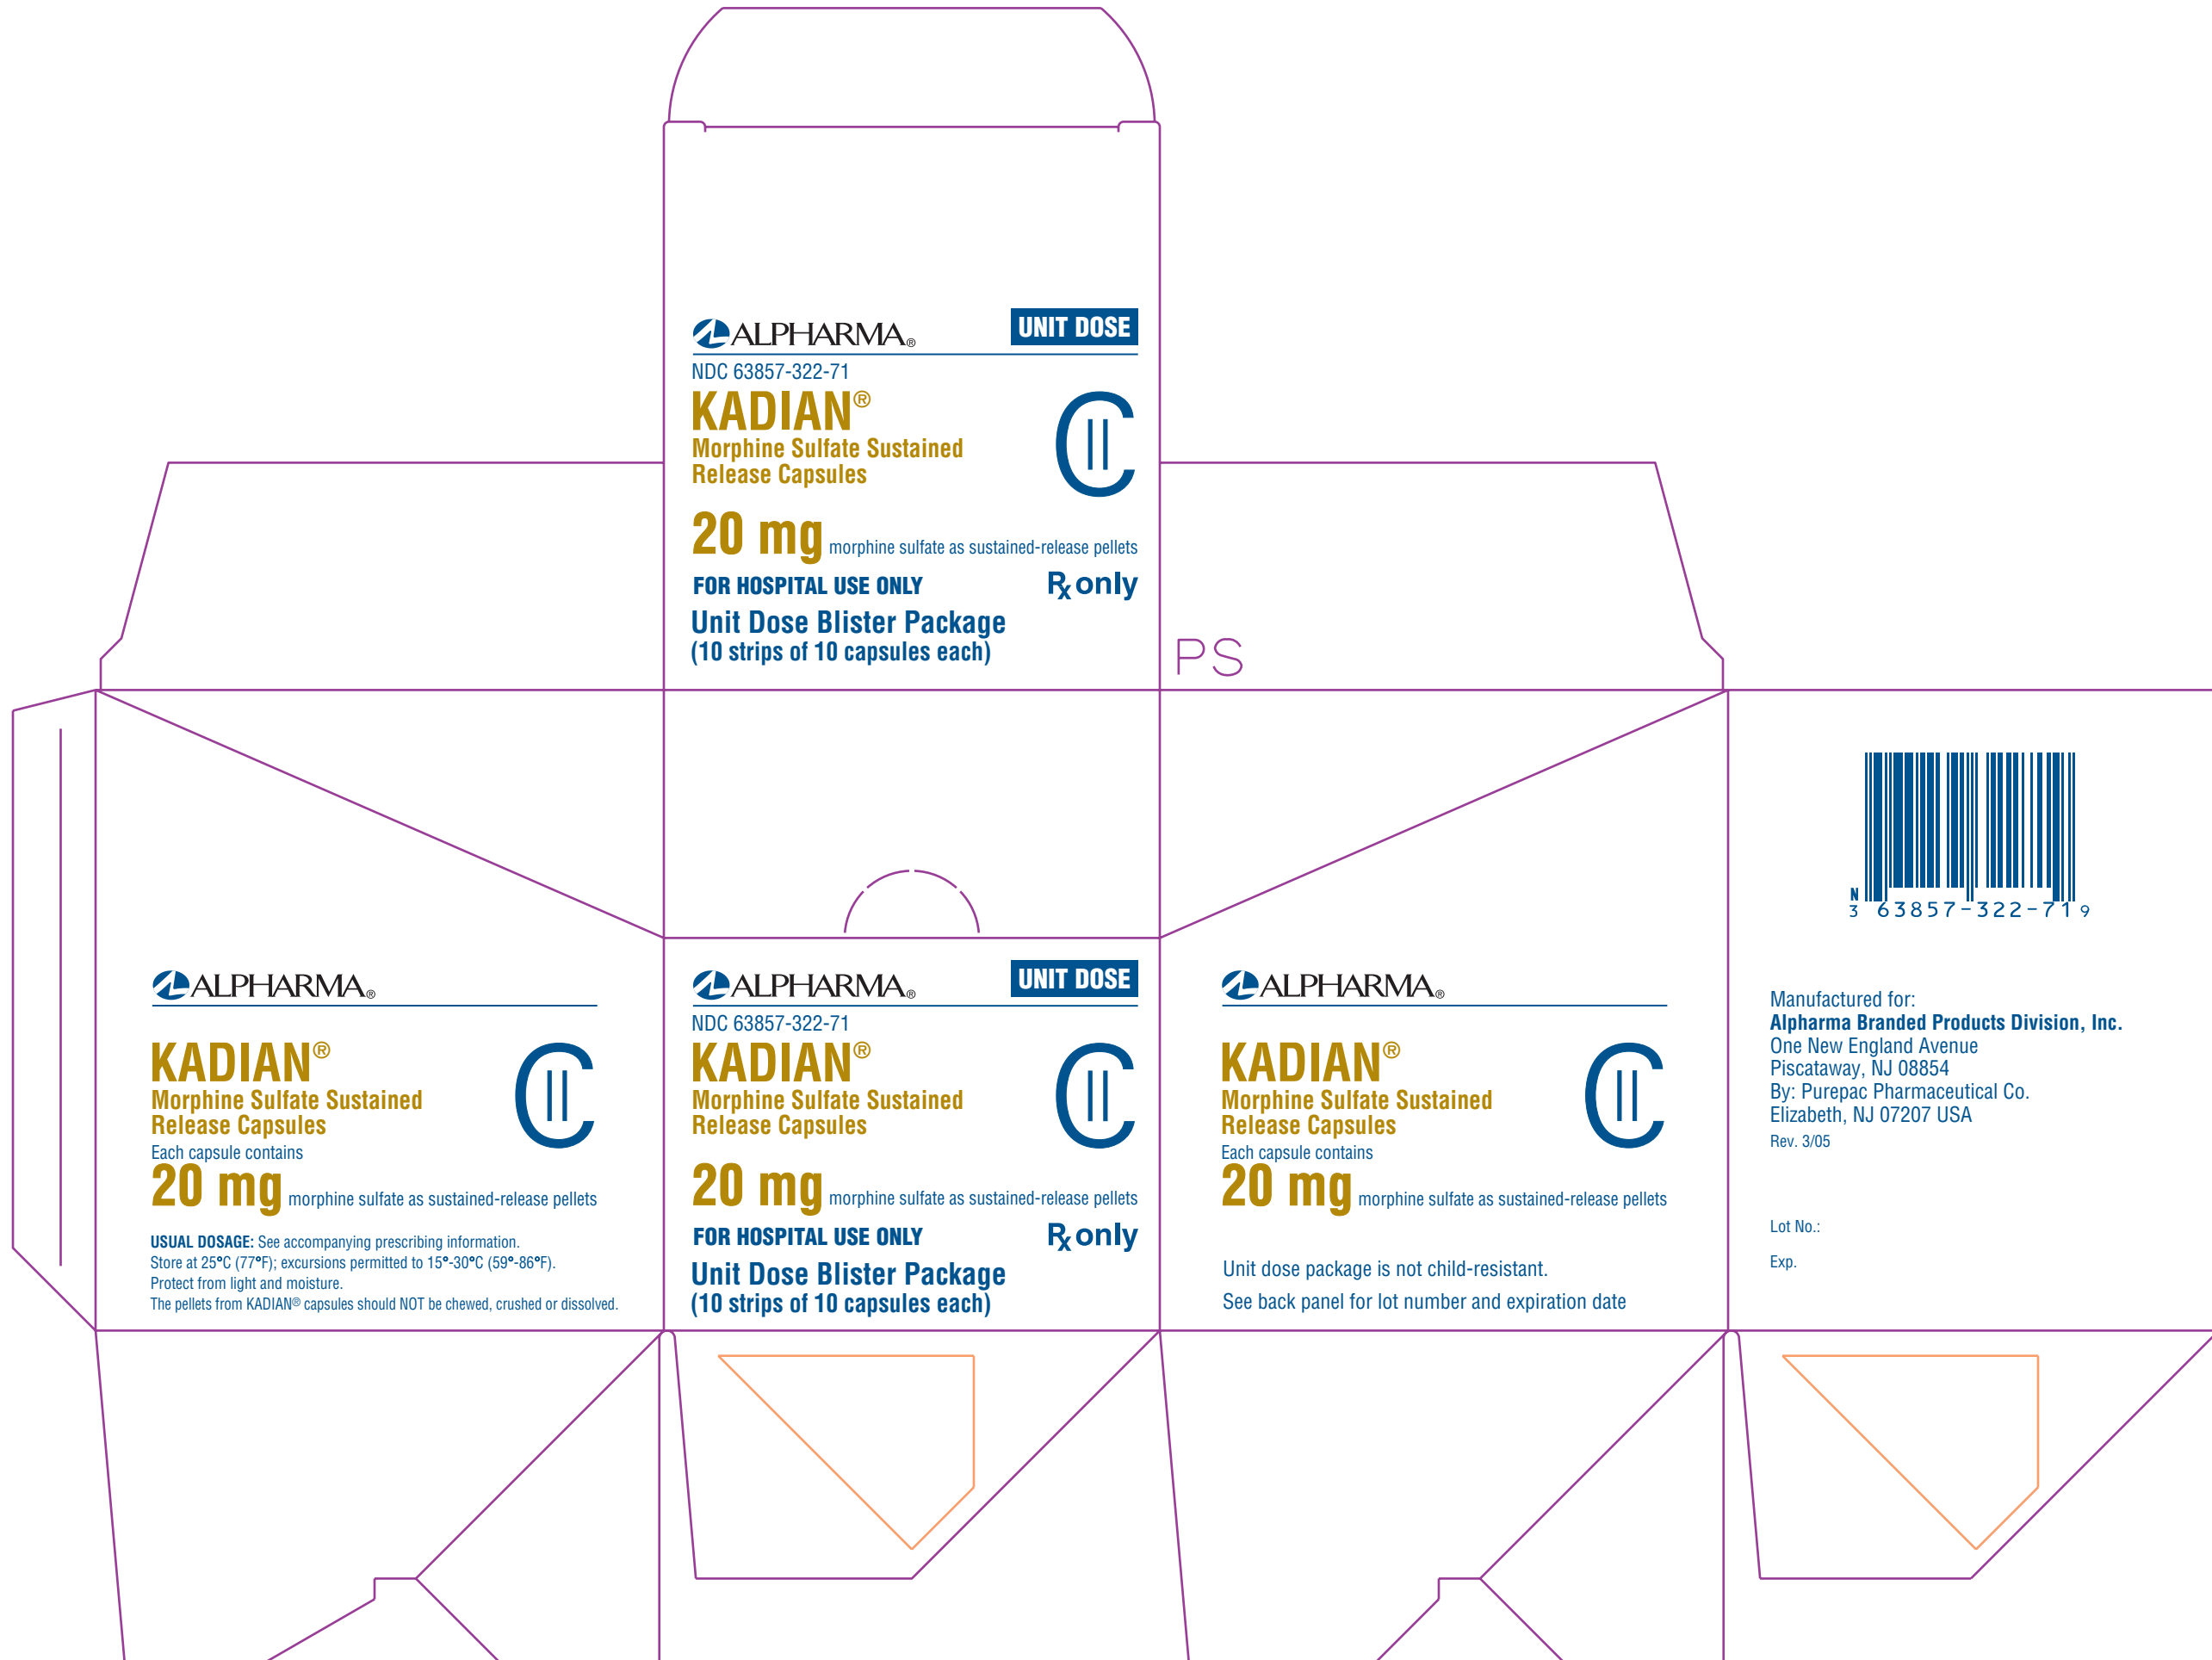 ALPHARMA®
UNIT DOSE
NDC 63857-322-71
KADIAN®
CII
Morphine Sulfate Sustained
Release Capsules
20 mg morphine sulfate as sustained-release pellets
FOR HOSPITAL USE ONLY
Rx only
Unit Dose Blister Package
(10 strips of 10 capsules each)
PS
ALPHARMA®
KADIAN®
CII
Morphine Sulfate Sustained
Release Capsules
Each capsule contains
20 mg morphine sulfate as sustained-release pellets
USUAL DOSAGE: See accompanying prescribing information.
Store at 25°C (77°F); excursions permitted to 15°-30°C (59°-86°F).
Protect from light and moisture.
The pellets from KADIAN® capsules should NOT be chewed, crushed or dissolved.
ALPHARMA®
UNIT DOSE
NDC 63857-322-71
KADIAN®
CII
Morphine Sulfate Sustained
Release Capsules
20 mg morphine sulfate as sustained-release pellets
FOR HOSPITAL USE ONLY
Rx only
Unit Dose Blister Package
(10 strips of 10 capsules each)
ALPHARMA®
KADIAN®
CII
Morphine Sulfate Sustained
Release Capsules
Each capsule contains
20 mg morphine sulfate as sustained-release pellets
Unit dose package is not child-resistant.
See back panel for lot number and expiration date
N
3 63857-322-71 9
Manufactured for:
Alpharma Branded Products Division, Inc.
One New England Avenue
Piscataway, NJ 08854
By: Purepac Pharmaceutical Co.
Elizabeth, NJ 07207 USA
Rev. 3/05
Lot No.:
Exp.